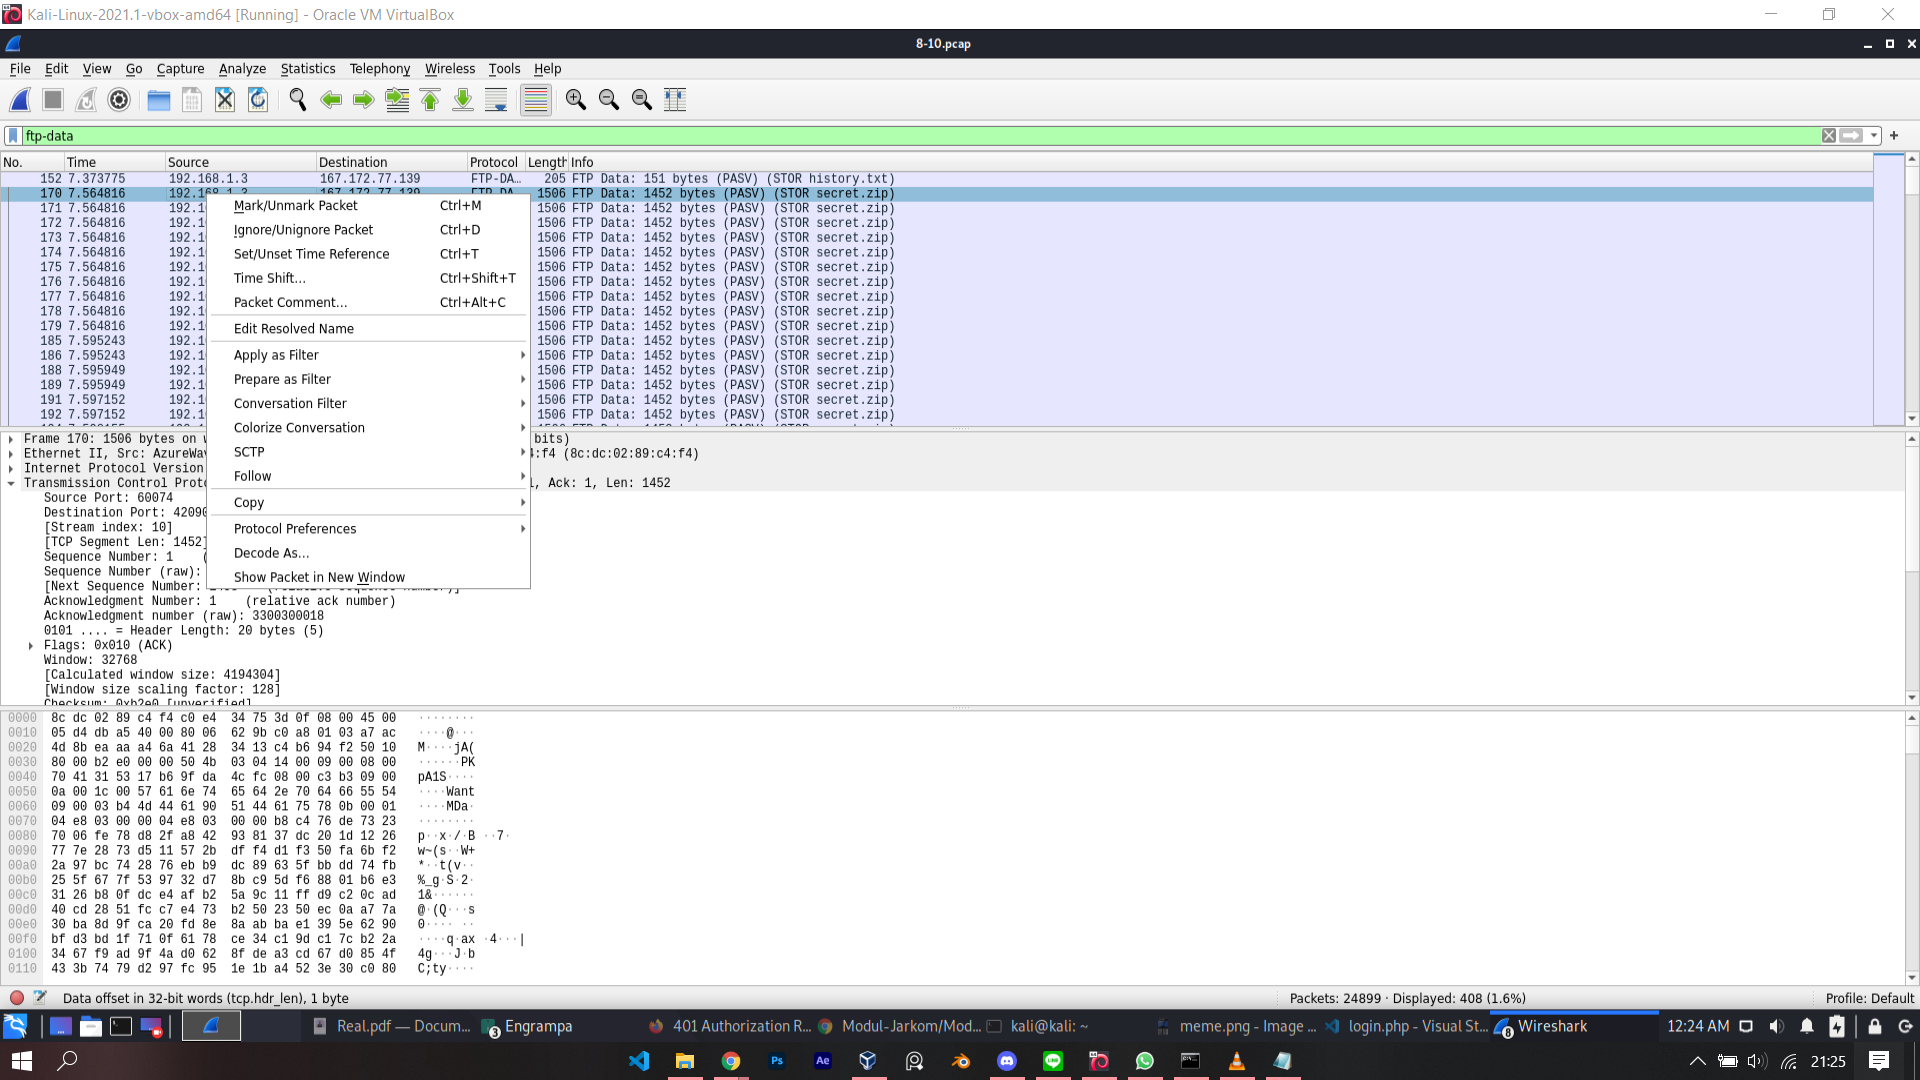 Kali-Linux-2021.1-vbox-amd64 [Running] - Oracle VM VirtualBox
8-10.pcap
File Edit View Go Capture Analyze Statistics Telephony Wireless Tools Help
ftp-data
No. Time Source Destination Protocol Length Info
152 7.373775 192.168.1.3 167.172.77.139 FTP-DA… 205 FTP Data: 151 bytes (PASV) (STOR history.txt)
170 7.564816 192.168.1.3 167.172.77.139 FTP-DA… 1506 FTP Data: 1452 bytes (PASV) (STOR secret.zip)
171 7.564816 192.1 1506 FTP Data: 1452 bytes (PASV) (STOR secret.zip)
172 7.564816 192.1 1506 FTP Data: 1452 bytes (PASV) (STOR secret.zip)
173 7.564816 192.1 1506 FTP Data: 1452 bytes (PASV) (STOR secret.zip)
174 7.564816 192.1 1506 FTP Data: 1452 bytes (PASV) (STOR secret.zip)
175 7.564816 192.1 1506 FTP Data: 1452 bytes (PASV) (STOR secret.zip)
176 7.564816 192.1 1506 FTP Data: 1452 bytes (PASV) (STOR secret.zip)
177 7.564816 192.1 1506 FTP Data: 1452 bytes (PASV) (STOR secret.zip)
178 7.564816 192.1 1506 FTP Data: 1452 bytes (PASV) (STOR secret.zip)
179 7.564816 192.1 1506 FTP Data: 1452 bytes (PASV) (STOR secret.zip)
185 7.595243 192.1 1506 FTP Data: 1452 bytes (PASV) (STOR secret.zip)
186 7.595243 192.1 1506 FTP Data: 1452 bytes (PASV) (STOR secret.zip)
188 7.595949 192.1 1506 FTP Data: 1452 bytes (PASV) (STOR secret.zip)
189 7.595949 192.1 1506 FTP Data: 1452 bytes (PASV) (STOR secret.zip)
191 7.597152 192.1 1506 FTP Data: 1452 bytes (PASV) (STOR secret.zip)
192 7.597152 192.1 1506 FTP Data: 1452 bytes (PASV) (STOR secret.zip)
Mark/Unmark Packet Ctrl+M
Ignore/Unignore Packet Ctrl+D
Set/Unset Time Reference Ctrl+T
Time Shift… Ctrl+Shift+T
Packet Comment… Ctrl+Alt+C
Edit Resolved Name
Apply as Filter
Prepare as Filter
Conversation Filter
Colorize Conversation
SCTP
Follow
Copy
Protocol Preferences
Decode As…
Show Packet in New Window
Frame 170: 1506 bytes on w bits)
Ethernet II, Src: AzureWav :f4 (8c:dc:02:89:c4:f4)
Internet Protocol Version
Transmission Control Proto , Ack: 1, Len: 1452
Source Port: 60074
Destination Port: 42090
[Stream index: 10]
[TCP Segment Len: 1452]
Sequence Number: 1
Sequence Number (raw):
[Next Sequence Number:
Acknowledgment Number: 1 (relative ack number)
Acknowledgment number (raw): 3300300018
0101 .... = Header Length: 20 bytes (5)
Flags: 0x010 (ACK)
Window: 32768
[Calculated window size: 4194304]
[Window size scaling factor: 128]
Checksum: 0xb2e0 [unverified]
0000 8c dc 02 89 c4 f4 c0 e4 34 75 3d 0f 08 00 45 00 ········
0010 05 d4 db a5 40 00 80 06 62 9b c0 a8 01 03 a7 ac ····@···
0020 4d 8b ea aa a4 6a 41 28 34 13 c4 b6 94 f2 50 10 M····jA(
0030 80 00 b2 e0 00 00 50 4b 03 04 14 00 09 00 08 00 ······PK
0040 70 41 31 53 17 b6 9f da 4c fc 08 00 c3 b3 09 00 pA1S····
0050 0a 00 1c 00 57 61 6e 74 65 64 2e 70 64 66 55 54 ····Want
0060 09 00 03 b4 4d 44 61 90 51 44 61 75 78 0b 00 01 ····MDa·
0070 04 e8 03 00 00 04 e8 03 00 00 b8 c4 76 de 73 23 ········
0080 70 06 fe 78 d2 2f a8 42 93 81 37 dc 20 1d 12 26 p··x·/·B ··7·
0090 77 7e 28 73 d5 11 57 2b df f4 d1 f3 50 fa 6b f2 w~(s··W+
00a0 2a 97 bc 74 28 76 eb b9 dc 89 63 5f bb dd 74 fb *··t(v··
00b0 25 5f 67 7f 53 97 32 d7 8b c9 5d f6 88 01 b6 e3 %_g·S·2·
00c0 31 26 b8 0f dc e4 af b2 5a 9c 11 ff d9 c2 0c ad 1&······
00d0 40 cd 28 51 fc c7 e4 73 b2 50 23 50 ec 0a a7 7a @·(Q···s
00e0 30 ba 8d 9f ca 20 fd 8e 8a ab ba e1 39 5e 62 90 0···· ··
00f0 bf d3 bd 1f 71 0f 61 78 ce 34 c1 9d c1 7c b2 2a ····q·ax ·4···|
0100 34 67 f9 ad 9f 4a d0 62 8f de a3 cd 67 d0 85 4f 4g···J·b
0110 43 3b 74 79 d2 97 fc 95 1e 1b a4 52 3e 30 c0 80 C;ty····
Data offset in 32-bit words (tcp.hdr_len), 1 byte Packets: 24899 · Displayed: 408 (1.6%) Profile: Default
Real.pdf — Docum… 3 Engrampa 401 Authorization R… Modul-Jarkom/Mod… kali@kali: ~ meme.png - Image … login.php - Visual St… 8 Wireshark 12:24 AM
Ps Ae 21:25